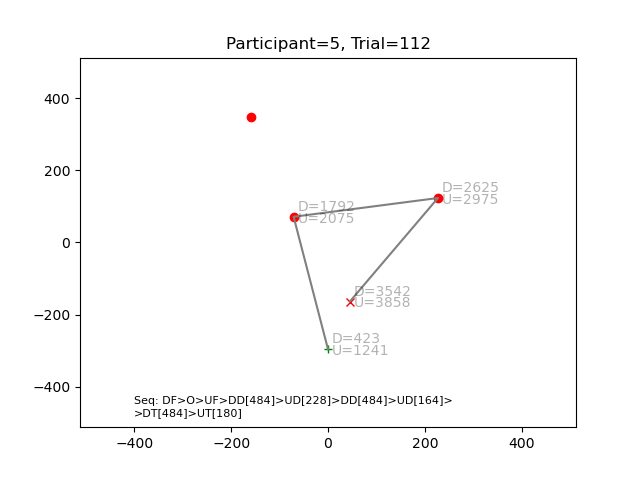 Participant=5, Trial=112
400
200
0
−200
−400
D=2625
U=2975
D=1792
U=2075
D=3542
U=3858
D=423
U=1241
Seq: DF>O>UF>DD[484]>UD[228]>DD[484]>UD[164]>
>DT[484]>UT[180]
−400 −200 0 200 400